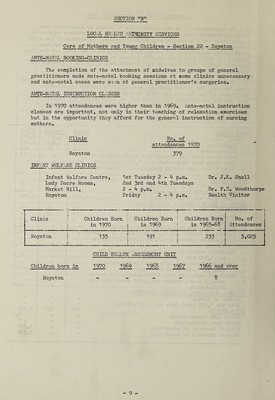 SECTION "B"
LOCAL HEALTH AUTHORITY SERVICES
Care of Mothers and Young Children - Section 22 - Royston
ANTE-NATAL BOOKING-CLINICS
The completion of the attachment of midwives to groups of general
practitioners made ante-natal booking sessions at some clinics unnecessary
and ante-natal cases were seen at general practitioner's surgeries.
ANTE-NATAL INSTRUCTION CLASSES
In 1970 attendances were higher than in 1969. Ante-natal instruction
classes are important, not only in their teaching of relaxation exercises
but in the opportunity they afford for the general instruction of nursing
mothers.
Clinic No. of
attendances 1970
Royston 379
INFANT WELFARE CLINICS
Infant Welfare Centre, 1st Tuesday 2 - 4 p.m. Dr. J.K. Snell
Lady Dacre Rooms, 2nd 3rd and 4th Tuesdays
Market Hill, 2 - 4 p.m. Dr. P.S. Woodthorpe
Royston Friday 2 - 4 p.m. Health Visitor
Clinic Children Born Children Born Children Born No. of
in 1970 in 1969 in 1965-68 Attendances
Royston 135 191 233 3,025
CHILD HEALTH ASSESSMENT UNIT
Children born in 1970 1969 1968 1967 1966 and over
Royston - - - - 8
- 9 -